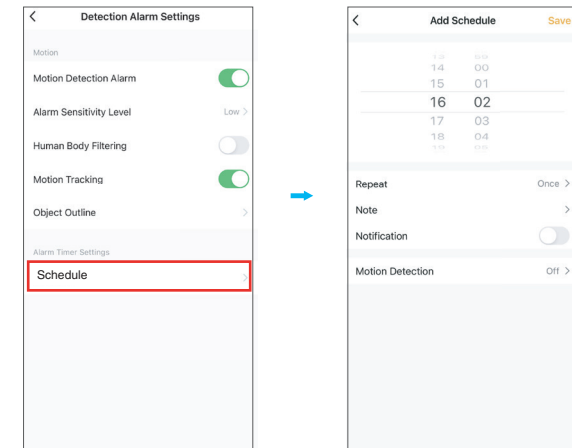 Detection Alarm Settings
Motion
Motion Detection Alarm
Alarm Sensitivity Level Low >
Human Body Filtering
Motion Tracking
Object Outline >
Alarm Timer Settings
Schedule >
Add Schedule Save
14 00
15 01
16 02
17 03
18 04
Repeat Once >
Note >
Notification
Motion Detection Off >